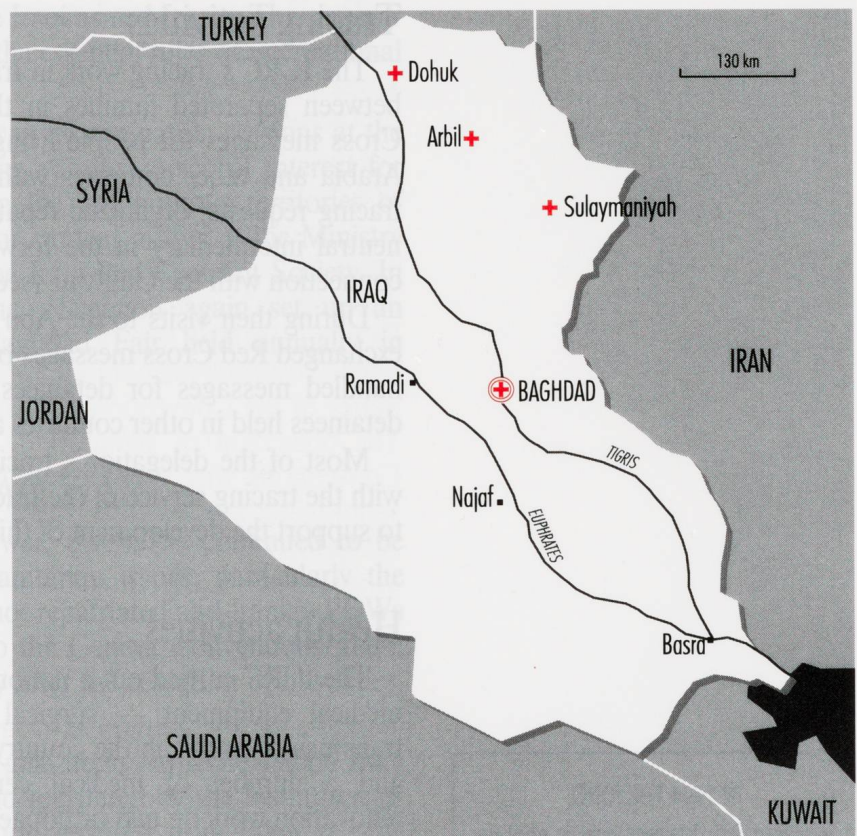 TURKEY
Dohuk
130 km
Arbil
SYRIA
Sulaymaniyah
IRAQ
IRAN
Ramadi
BAGHDAD
JORDAN
TIGRIS
Najaf
EUPHRATES
Basra
SAUDI ARABIA
KUWAIT